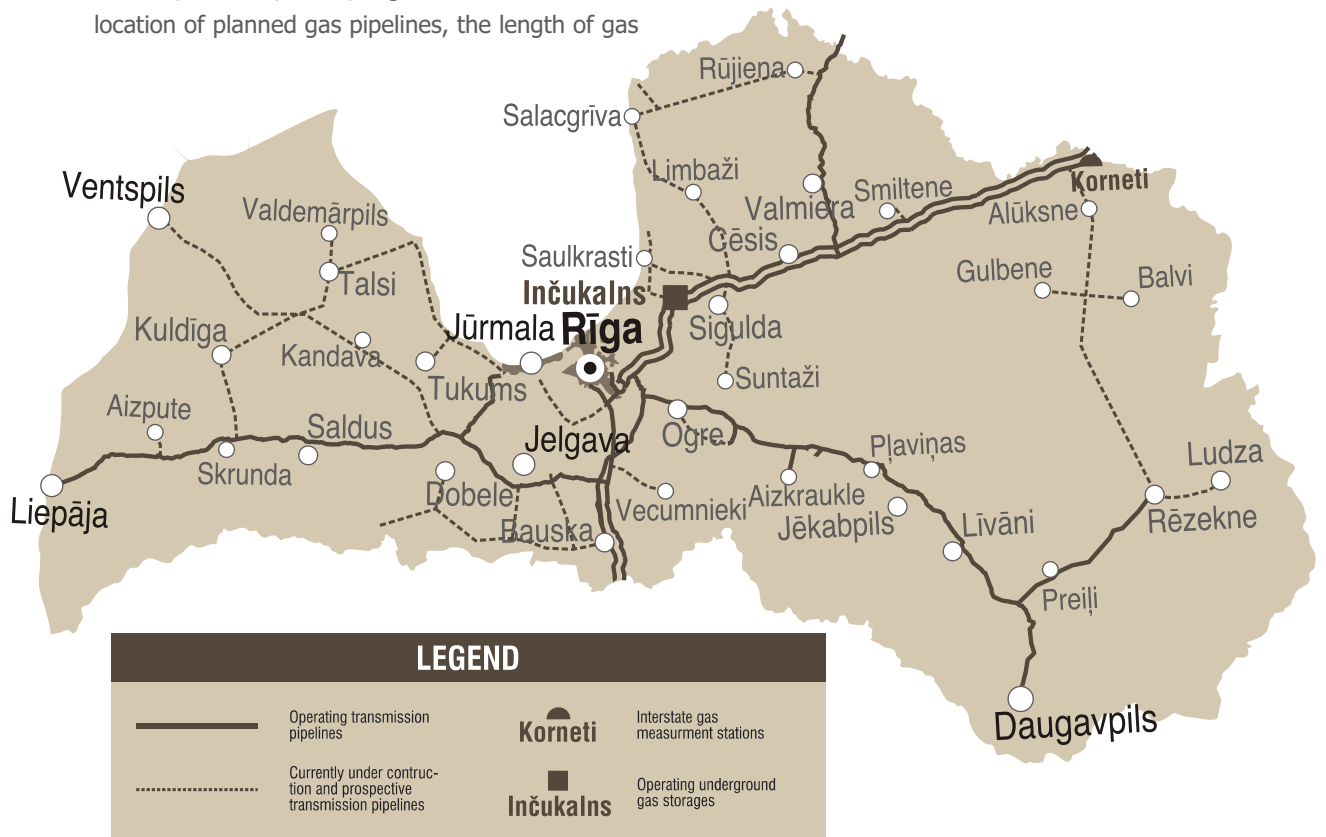 location of planned gas pipelines, the length of gas
Rūjiena
Salacgrīva
Limbaži
Ventspils
Valdemārpils
Valmiera
Smiltene
Korneti
Alūksne
Cēsis
Saulkrasti
Talsi
Inčukalns
Gulbene
Balvi
Kuldīga
Jūrmala
Rīga
Sigulda
Kandava
Tukums
Suntaži
Aizpute
Saldus
Jelgava
Ogre
Pļaviņas
Ludza
Skrunda
Dobele
Vecumnieki
Aizkraukle
Liepāja
Bauska
Jēkabpils
Līvāni
Rēzekne
Preiļi
Daugavpils
LEGEND
Operating transmission
pipelines
Currently under contruc-
tion and prospective
transmission pipelines
Korneti
Interstate gas
measurment stations
Inčukalns
Operating underground
gas storages